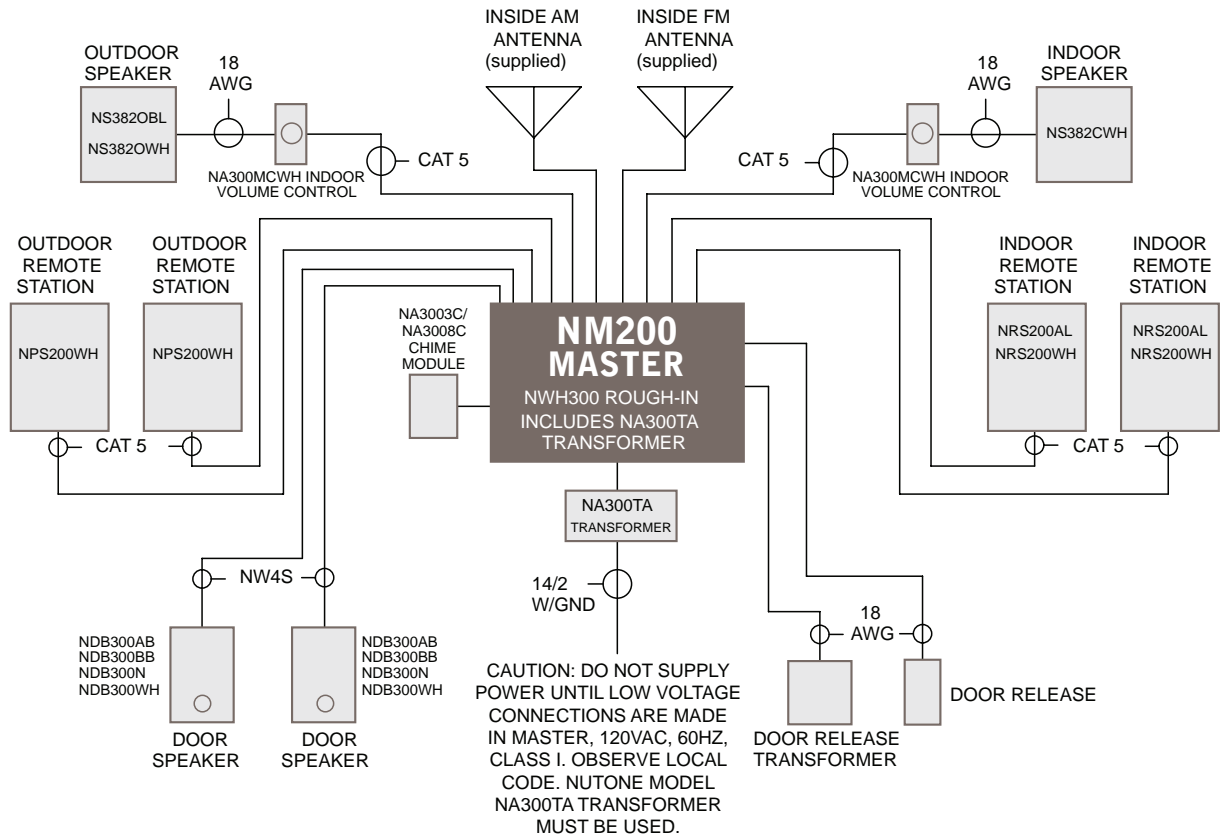 INSIDE AM
ANTENNA
(supplied)
INSIDE FM
ANTENNA
(supplied)
OUTDOOR
SPEAKER
18
AWG
NS382OBL
NS382OWH
CAT 5
NA300MCWH INDOOR
VOLUME CONTROL
INDOOR
SPEAKER
18
AWG
NS382CWH
CAT 5
NA300MCWH INDOOR
VOLUME CONTROL
OUTDOOR
REMOTE
STATION
NPS200WH
OUTDOOR
REMOTE
STATION
NPS200WH
CAT 5
NA3003C/
NA3008C
CHIME
MODULE
NM200
MASTER
NWH300 ROUGH-IN
INCLUDES NA300TA
TRANSFORMER
INDOOR
REMOTE
STATION
NRS200AL
NRS200WH
INDOOR
REMOTE
STATION
NRS200AL
NRS200WH
CAT 5
NA300TA
TRANSFORMER
14/2
W/GND
NW4S
NDB300AB
NDB300BB
NDB300N
NDB300WH
DOOR
SPEAKER
NDB300AB
NDB300BB
NDB300N
NDB300WH
DOOR
SPEAKER
CAUTION: DO NOT SUPPLY
POWER UNTIL LOW VOLTAGE
CONNECTIONS ARE MADE
IN MASTER, 120VAC, 60HZ,
CLASS I. OBSERVE LOCAL
CODE. NUTONE MODEL
NA300TA TRANSFORMER
MUST BE USED.
18
AWG
DOOR RELEASE
TRANSFORMER
DOOR RELEASE